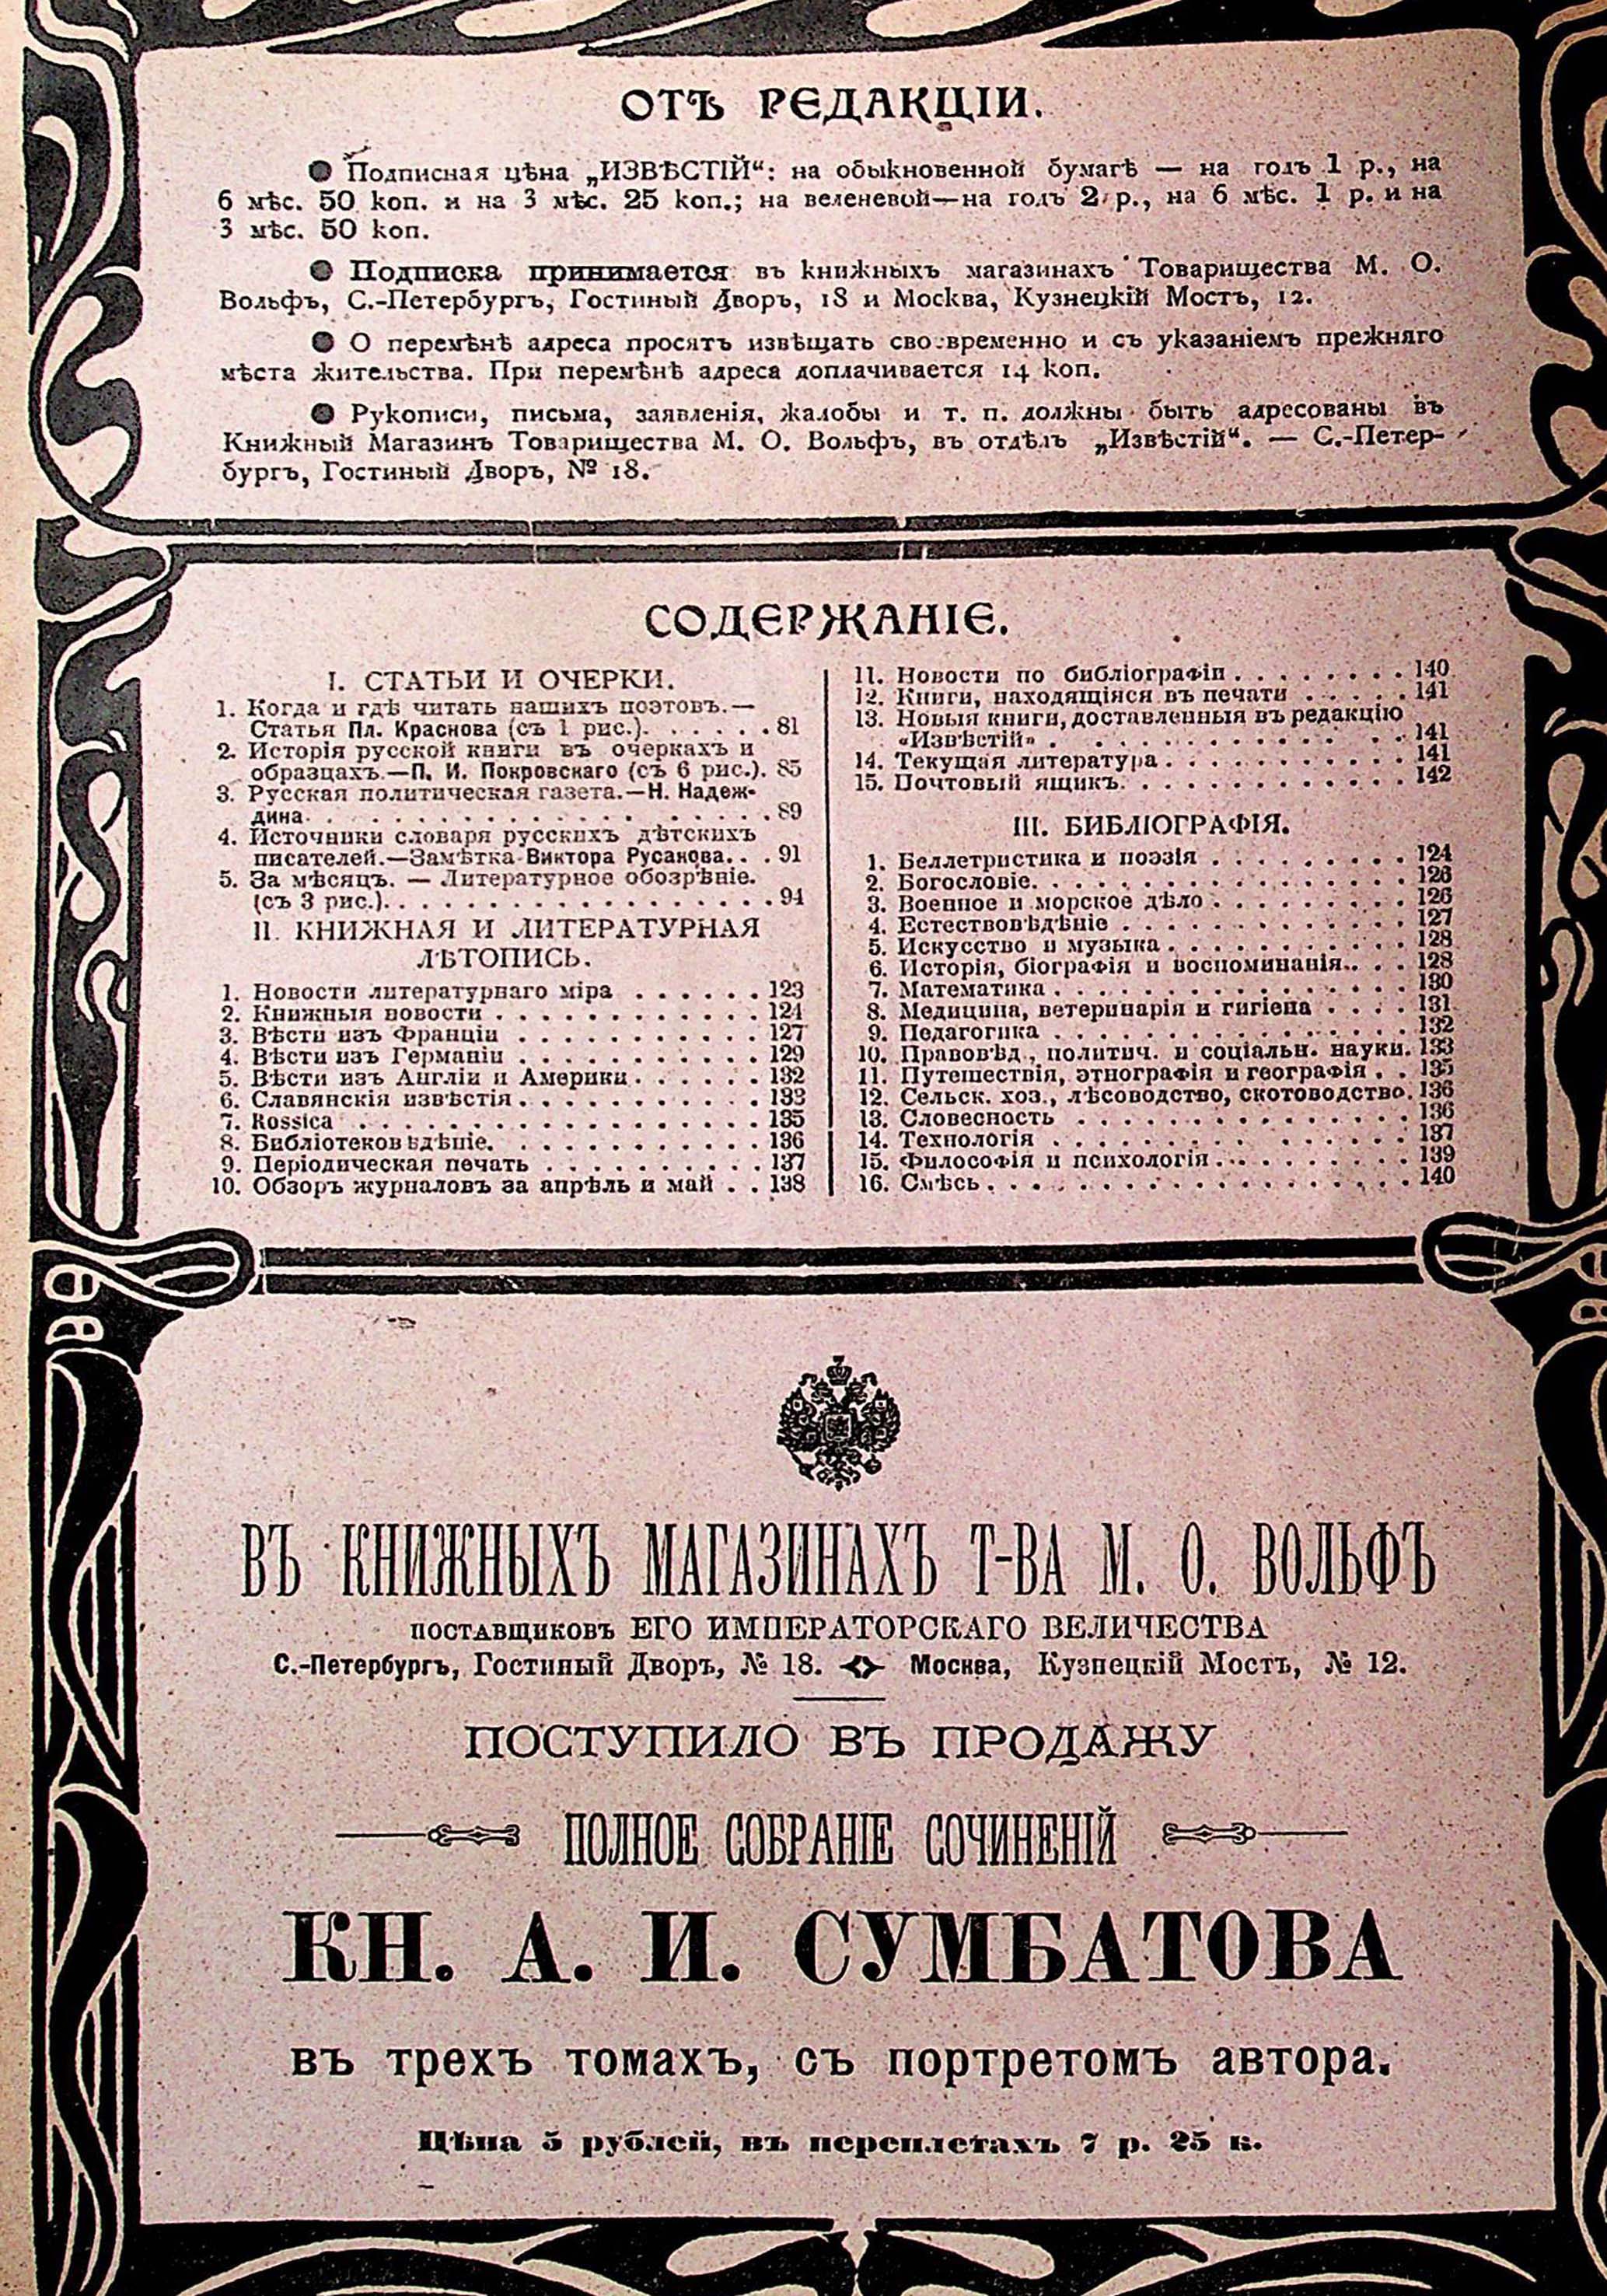 ОТЪ РЕДАКЦІИ.
● Подписная цѣна „ИЗВѢСТІЙ“: на обыкновенной бумагѣ — на годъ 1 р., на
6 мѣс. 50 коп. и на 3 мѣс. 25 коп.; на веленевой—на годъ 2 р., на 6 мѣс. 1 р. и на
3 мѣс. 50 коп.
● Подписка принимается въ книжныхъ магазинахъ Товарищества М. О.
Вольфъ, С.-Петербургъ, Гостиный Дворъ, 18 и Москва, Кузнецкій Мостъ, 12.
● О перемѣнѣ адреса просятъ извѣщать своевременно и съ указаніемъ прежняго
мѣста жительства. При перемѣнѣ адреса доплачивается 14 коп.
● Рукописи, письма, заявленія, жалобы и т. п. должны быть адресованы въ
Книжный Магазинъ Товарищества М. О. Вольфъ, въ отдѣлъ „Извѣстій“. — С.-Петер-
бургъ, Гостиный Дворъ, № 18.
СОДЕРЖАНІЕ.
I. СТАТЬИ И ОЧЕРКИ.
1. Когда и гдѣ читать нашихъ поэтовъ.—
Статья Пл. Краснова (съ 1 рис.). . . . . . . 81
2. Исторія русской книги въ очеркахъ и
образцахъ.—П. И. Покровскаго (съ 6 рис.). 85
3. Русская политическая газета.—Н. Надеж-
дина . . . . . . . . . . . . . . . . . . 89
4. Источники словаря русскихъ дѣтскихъ
писателей.—Замѣтка Виктора Русакова. . . 91
5. За мѣсяцъ. — Литературное обозрѣніе.
(съ 3 рис.). . . . . . . . . . . . . . . . . 94
II. КНИЖНАЯ И ЛИТЕРАТУРНАЯ
ЛѢТОПИСЬ.
1. Новости литературнаго міра . . . . . . 123
2. Книжныя новости . . . . . . . . . . . . 124
3. Вѣсти изъ Франціи . . . . . . . . . . . 127
4. Вѣсти изъ Германіи . . . . . . . . . . 129
5. Вѣсти изъ Англіи и Америки . . . . . . 132
6. Славянскія извѣстія . . . . . . . . . . . 133
7. Rossica . . . . . . . . . . . . . . . . . 135
8. Библіотековѣдѣніе. . . . . . . . . . . . 136
9. Періодическая печать . . . . . . . . . . 137
10. Обзоръ журналовъ за апрѣль и май . . 138
11. Новости по библіографіи . . . . . . . . 140
12. Книги, находящіяся въ печати . . . . . 141
13. Новыя книги, доставленныя въ редакцію
«Извѣстій» . . . . . . . . . . . . . . 141
14. Текущая литература . . . . . . . . . . . 141
15. Почтовый ящикъ. . . . . . . . . . . . . 142
III. БИБЛІОГРАФІЯ.
1. Беллетристика и поэзія . . . . . . . . . 124
2. Богословіе. . . . . . . . . . . . . . . . 126
3. Военное и морское дѣло . . . . . . . . . 126
4. Естествовѣдѣніе . . . . . . . . . . . . . 127
5. Искусство и музыка . . . . . . . . . . . 128
6. Исторія, біографія и воспоминанія. . . . 128
7. Математика . . . . . . . . . . . . . . . 130
8. Медицина, ветеринарія и гигіена . . . . 131
9. Педагогика . . . . . . . . . . . . . . . 132
10. Правовѣд., политич. и соціальн. науки. 133
11. Путешествія, этнографія и географія . . 135
12. Сельск. хоз., лѣсоводство, скотоводство. 136
13. Словесность . . . . . . . . . . . . . . 136
14. Технологія . . . . . . . . . . . . . . . 137
15. Философія и психологія . . . . . . . . . 139
16. Смѣсь . . . . . . . . . . . . . . . . . . 140
ВЪ КНИЖНЫХЪ МАГАЗИНАХЪ Т-ВА М. О. ВОЛЬФЪ
поставщиковъ ЕГО ИМПЕРАТОРСКАГО ВЕЛИЧЕСТВА
С.-Петербургъ, Гостиный Дворъ, № 18. Москва, Кузнецкій Мостъ, № 12.
ПОСТУПИЛО ВЪ ПРОДАЖУ
ПОЛНОЕ СОБРАНІЕ СОЧИНЕНІЙ
КН. А. И. СУМБАТОВА
въ трехъ томахъ, съ портретомъ автора.
Цѣна 5 рублей, въ переплетахъ 7 р. 25 к.